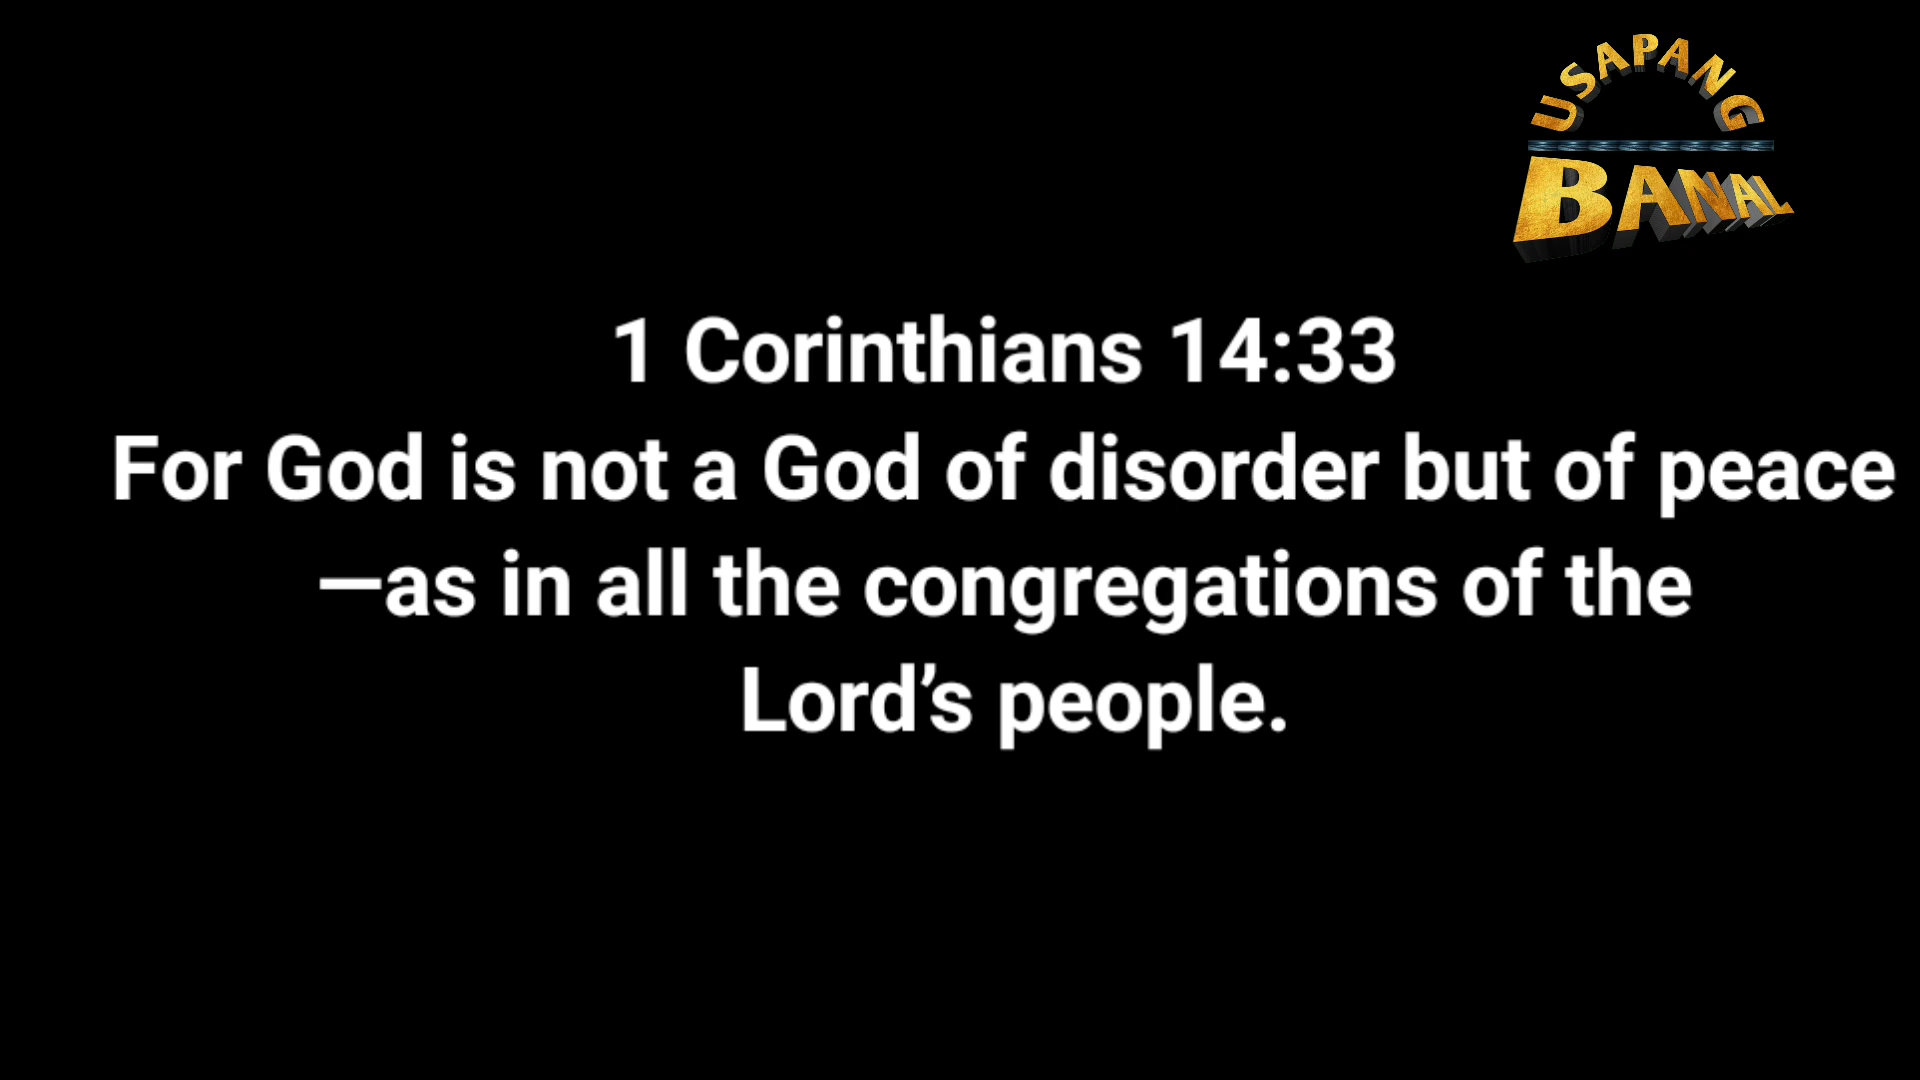 USAPANG
BANAL
1 Corinthians 14:33
For God is not a God of disorder but of peace
—as in all the congregations of the
Lord’s people.